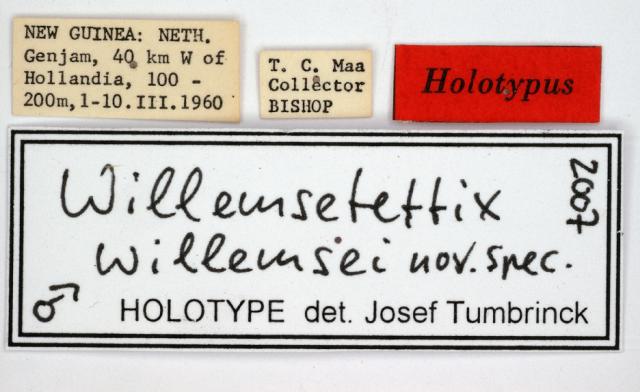 NEW GUINEA: NETH.
Genjam, 40 km W of
Hollandia, 100 -
200m, 1-10.III.1960
T. C. Maa
Collector
BISHOP
Holotypus
Willemsetettix
willemsei nov. spec.
2007
♂ HOLOTYPE det. Josef Tumbrinck